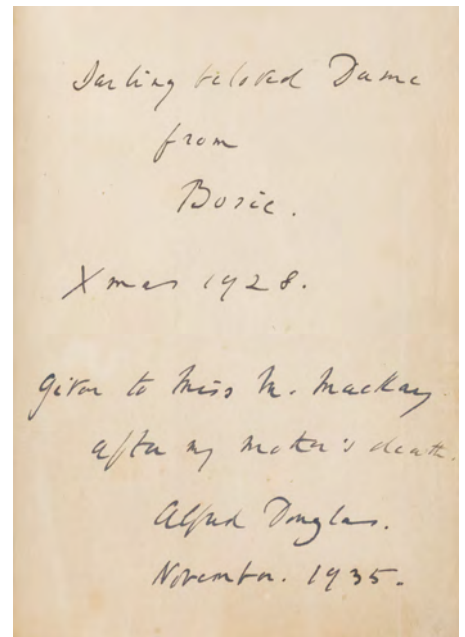 Darling beloved Dame
from
Bosie.
Xmas 1928.
Given to Miss M. Mackay
after my mother's death.
Alfred Douglas.
November. 1935.